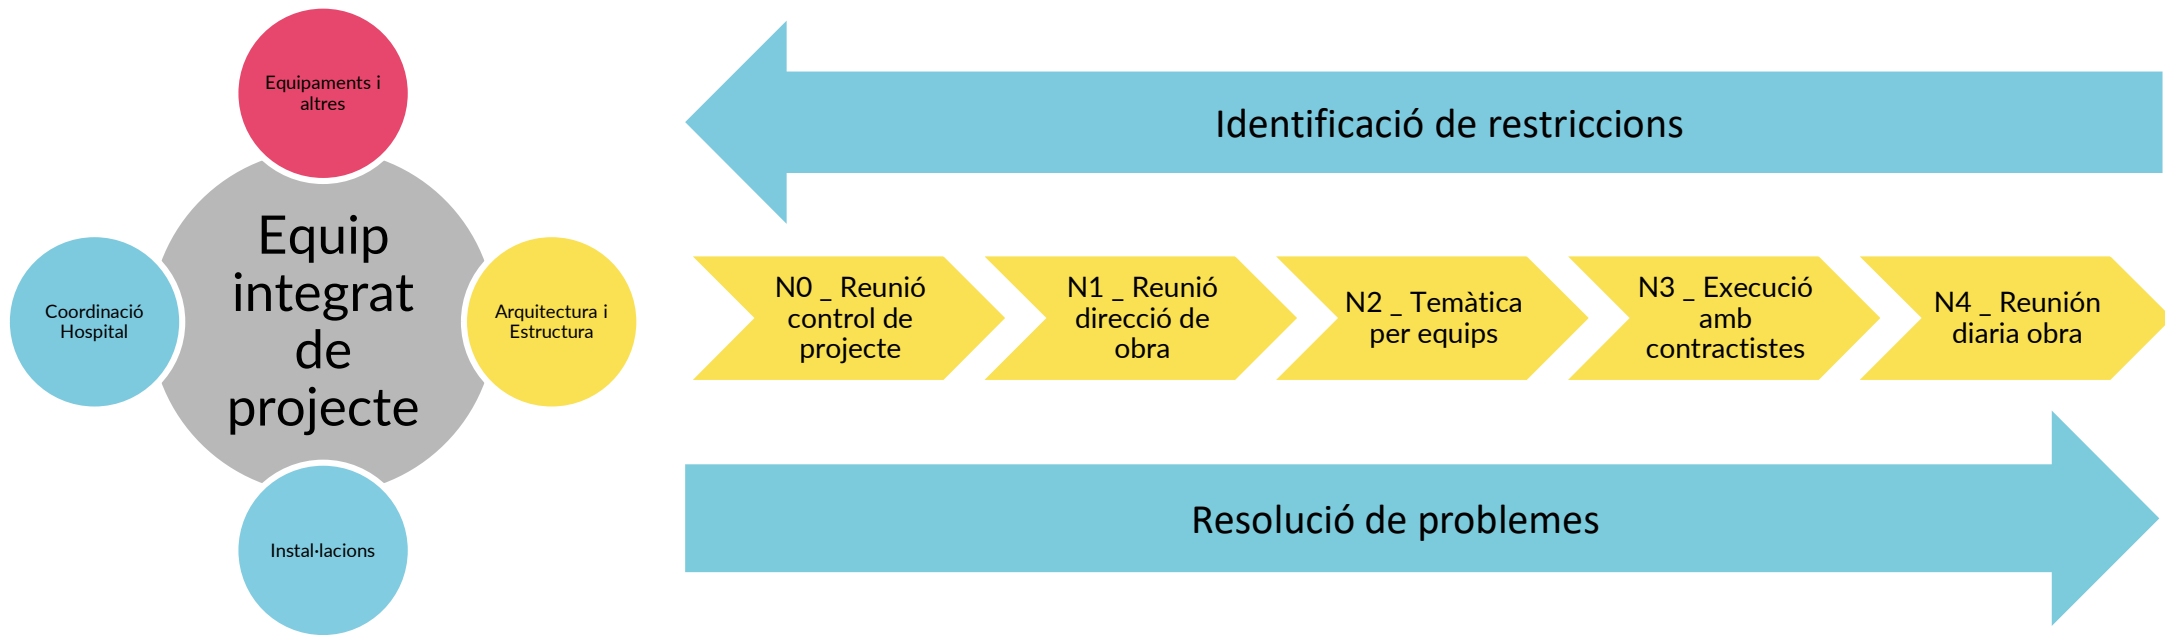 Equipaments i
altres
Equip
integrat
de
projecte
Coordinació
Hospital
Arquitectura i
Estructura
Instal·lacions
Identificació de restriccions
N0 _ Reunió
control de
projecte
N1 _ Reunió
direcció de
obra
N2 _ Temàtica
per equips
N3 _ Execució
amb
contractistes
N4 _ Reunión
diaria obra
Resolució de problemes